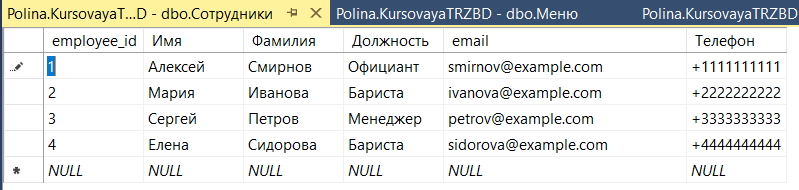 Polina.KursovayaT...D - dbo.Сотрудники Polina.KursovayaTRZBD - dbo.Меню Polina.KursovayaTRZBD
employee_id Имя Фамилия Должность email Телефон
1 Алексей Смирнов Официант smirnov@example.com +1111111111
2 Мария Иванова Бариста ivanova@example.com +2222222222
3 Сергей Петров Менеджер petrov@example.com +3333333333
4 Елена Сидорова Бариста sidorova@example.com +4444444444
NULL NULL NULL NULL NULL NULL